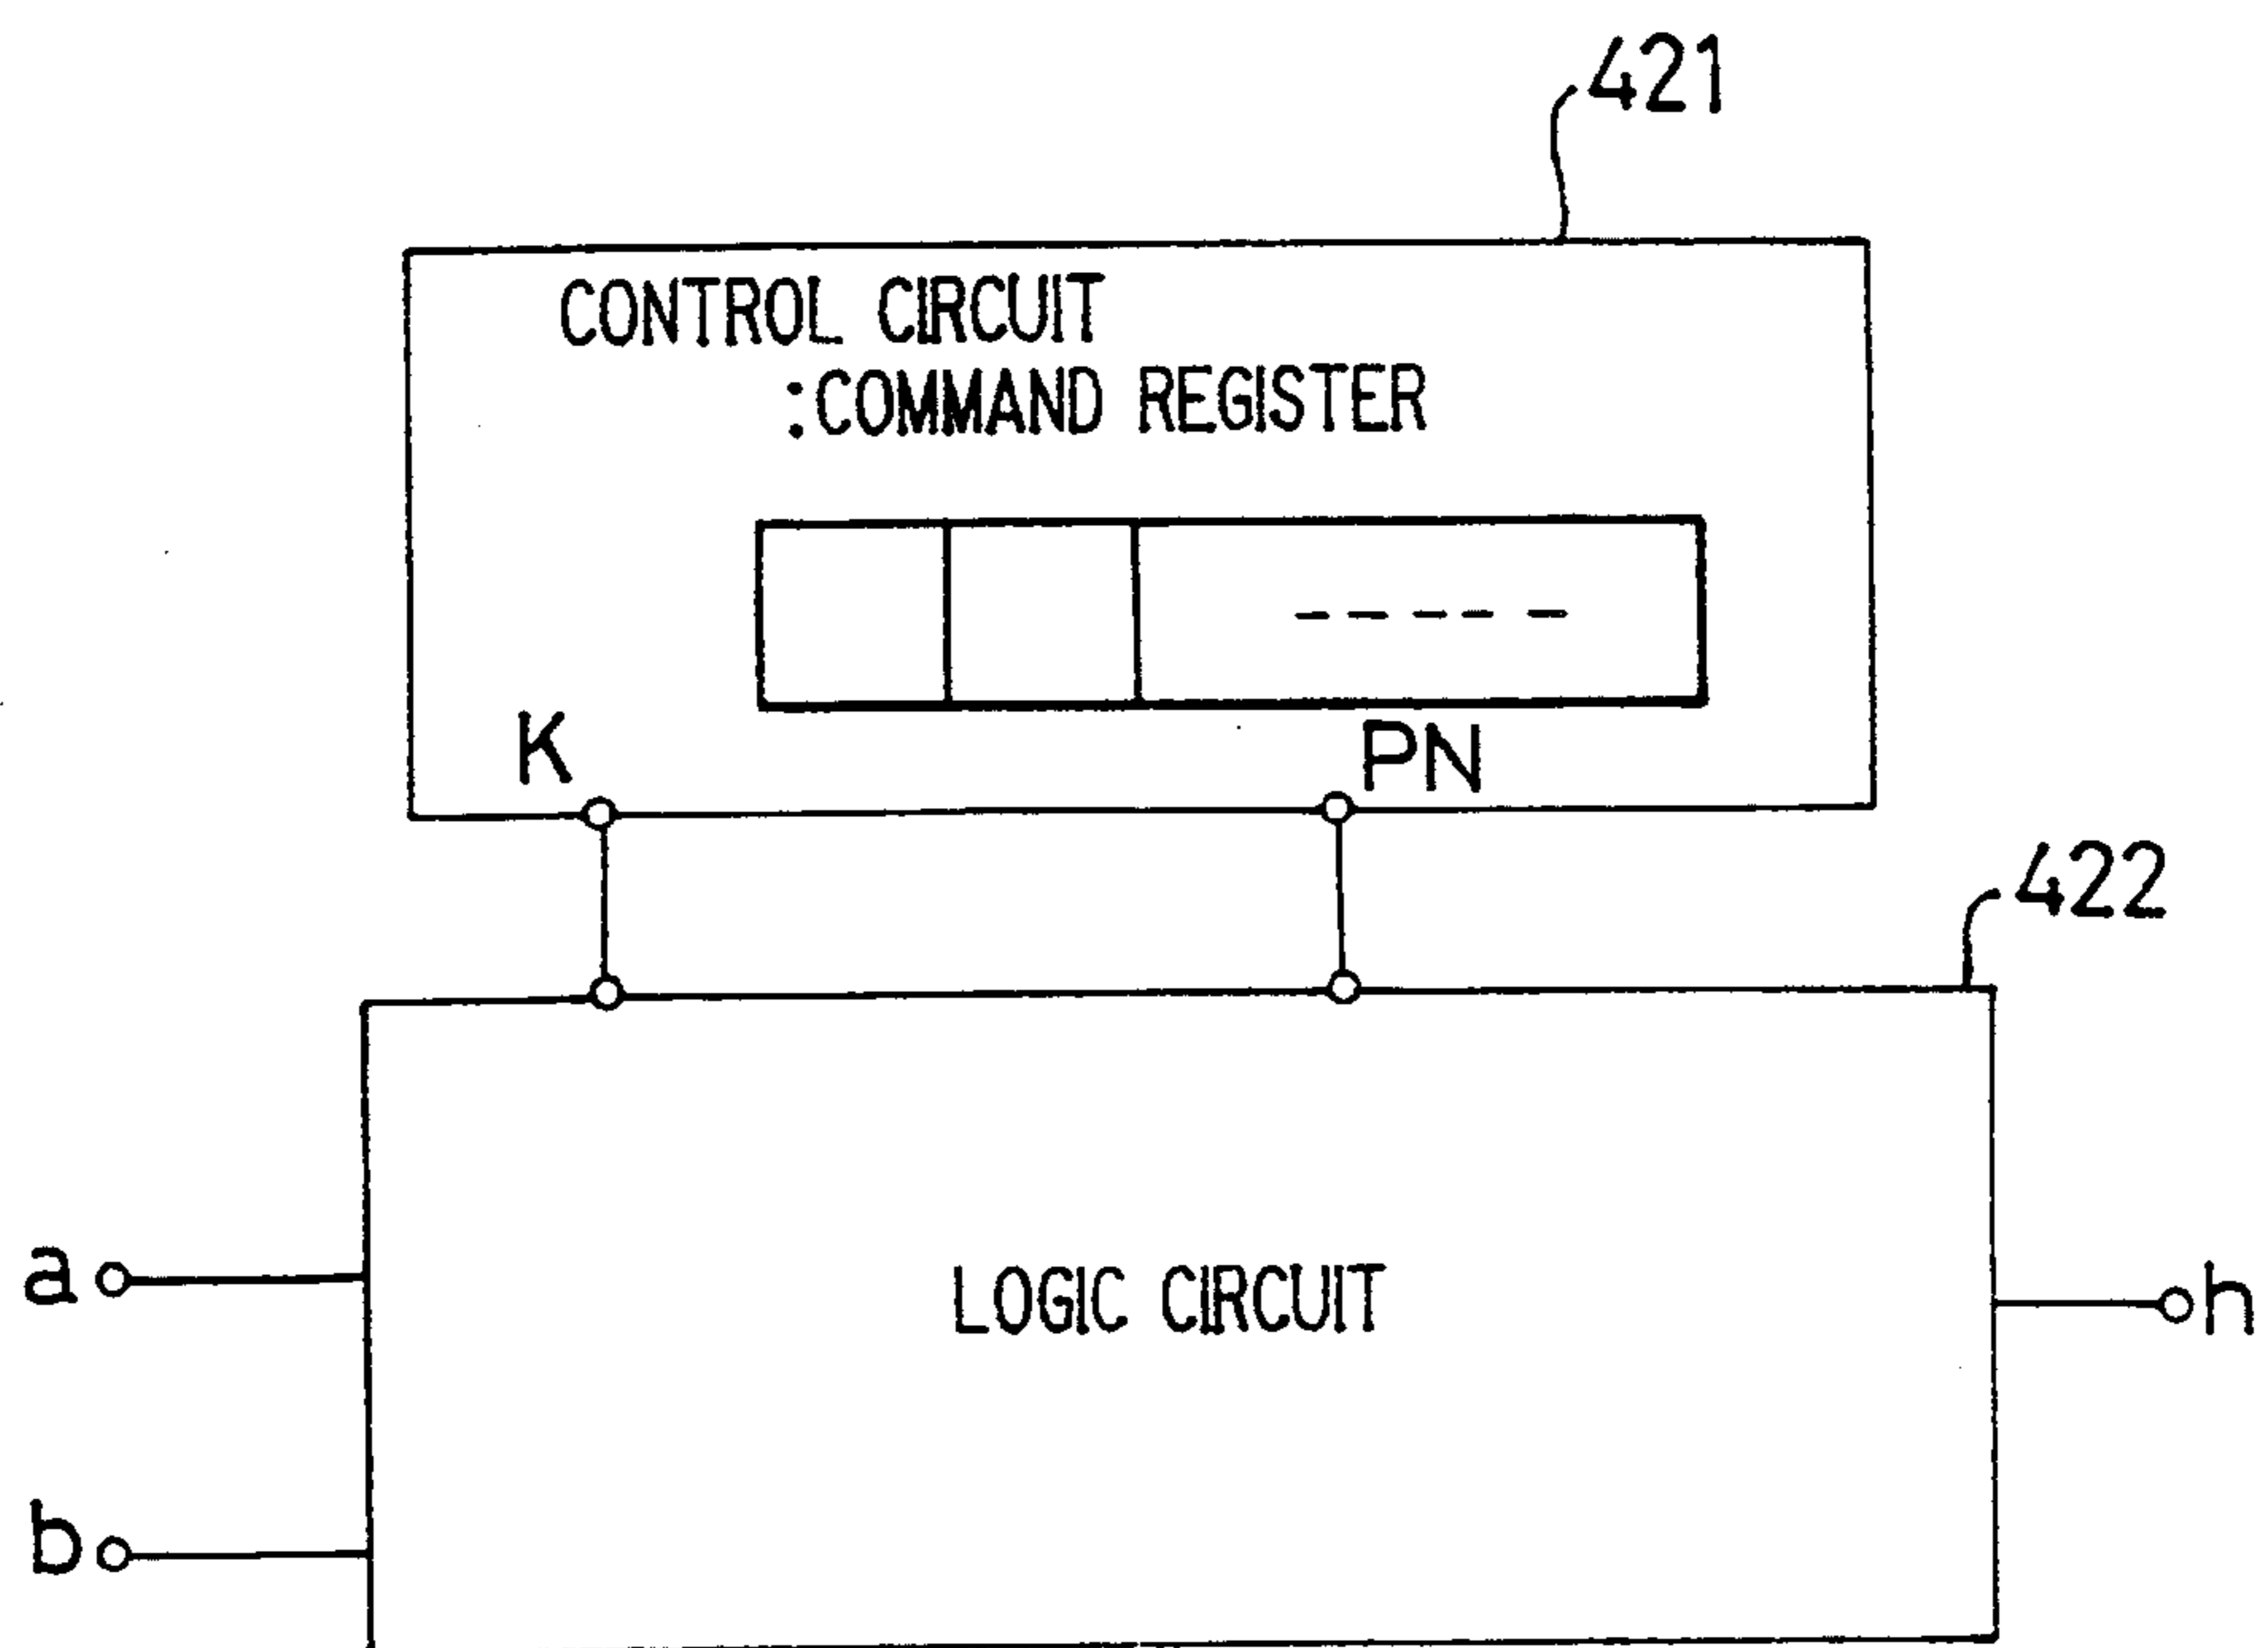 421
CONTROL CIRCUIT
:COMMAND REGISTER
K
PN
422
a
LOGIC CIRCUIT
h
b